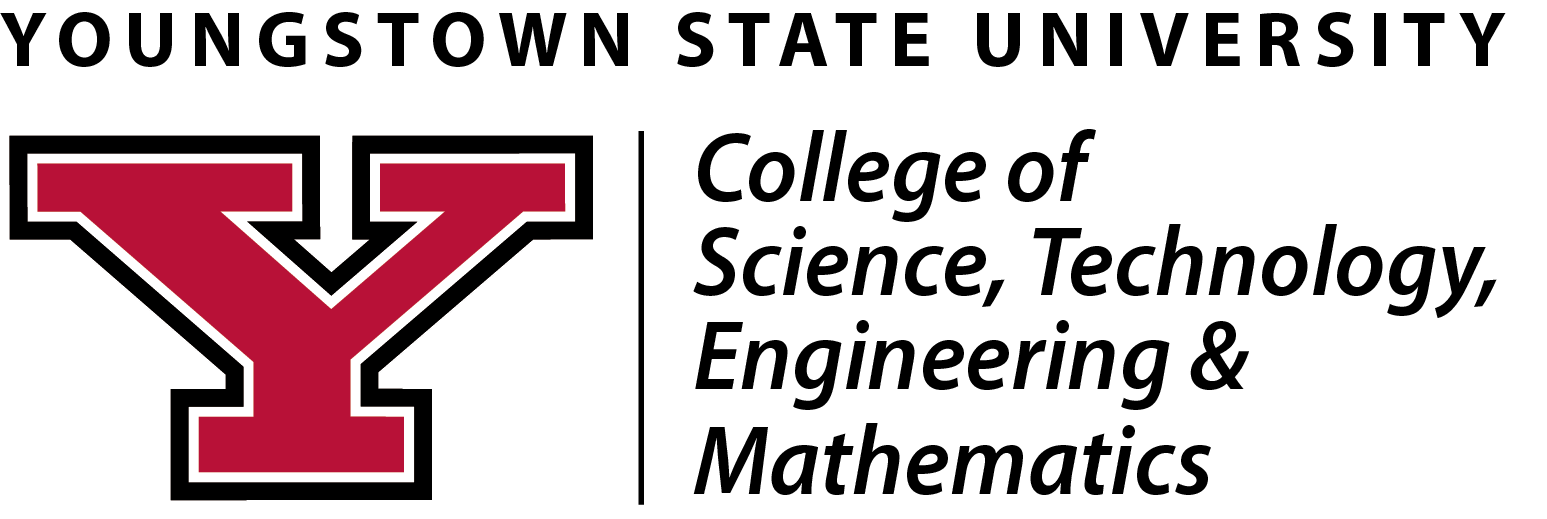 YOUNGSTOWN STATE UNIVERSITY
Y
College of
Science, Technology,
Engineering &
Mathematics